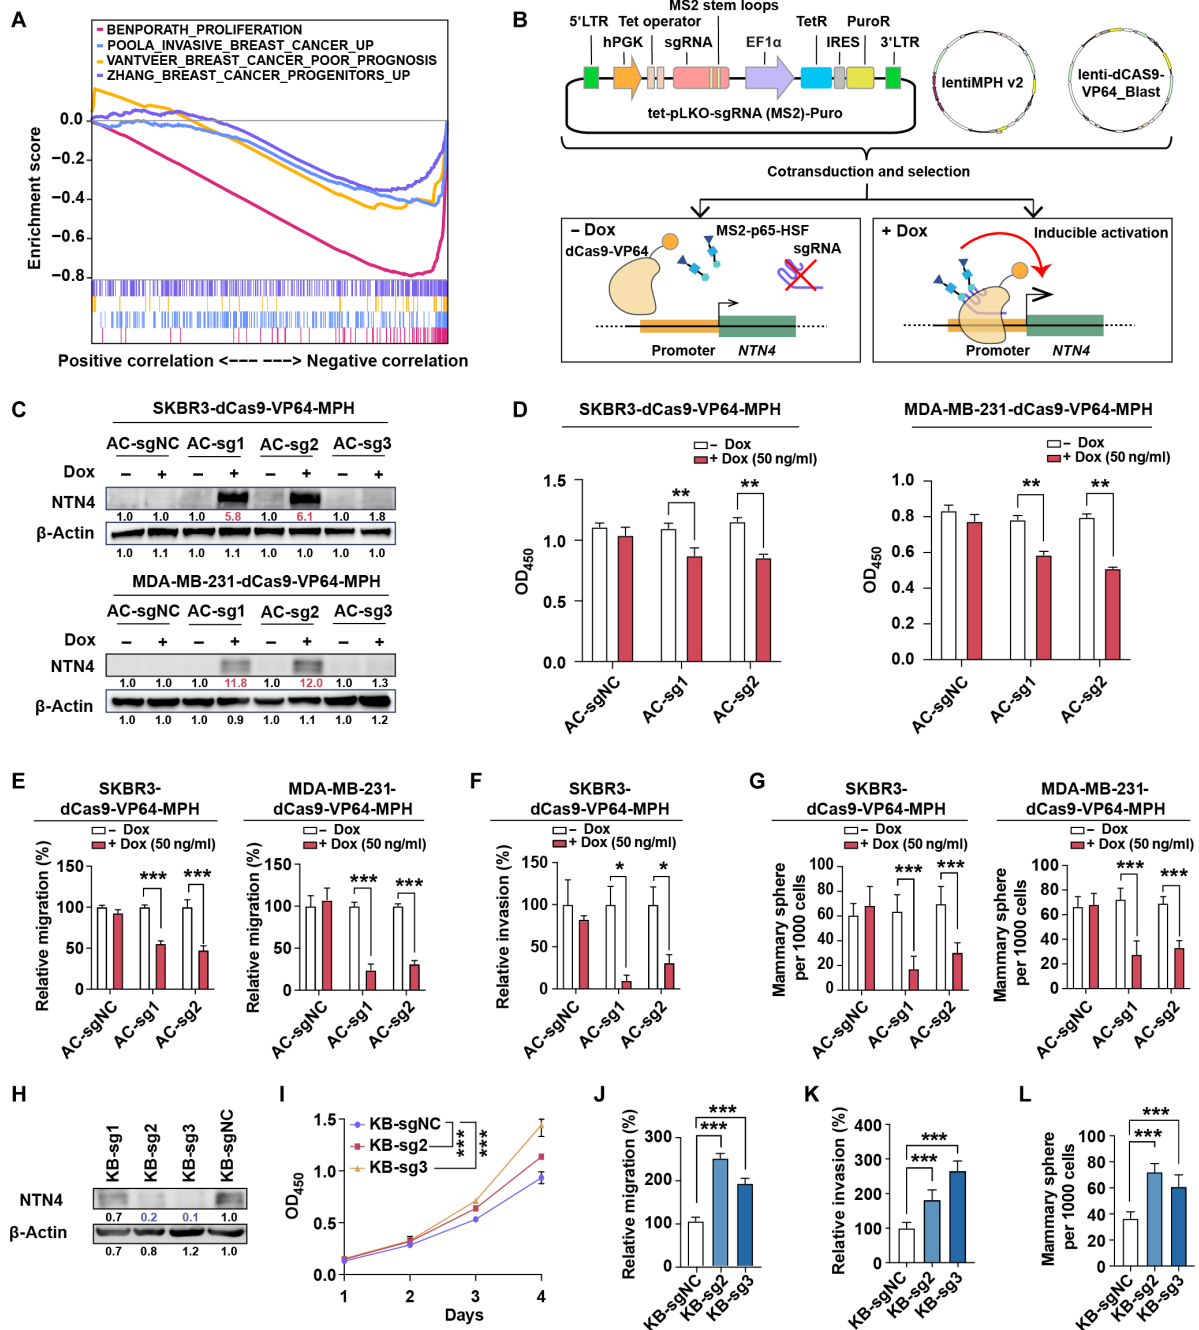 A
BENPORATH_PROLIFERATION
POOLA_INVASIVE_BREAST_CANCER_UP
VANTVEER_BREAST_CANCER_POOR_PROGNOSIS
ZHANG_BREAST_CANCER_PROGENITORS_UP
Enrichment score
0.0
−0.2
−0.4
−0.6
−0.8
Positive correlation <−−−− −−−−> Negative correlation
B
MS2 stem loops
5'LTR Tet operator TetR PuroR
hPGK sgRNA EF1α IRES 3'LTR
tet-pLKO-sgRNA (MS2)-Puro
lentiMPH v2
lenti-dCAS9-
VP64_Blast
Cotransduction and selection
− Dox
dCas9-VP64
MS2-p65-HSF
sgRNA
Promoter NTN4
+ Dox
Inducible activation
Promoter NTN4
C
SKBR3-dCas9-VP64-MPH
AC-sgNC AC-sg1 AC-sg2 AC-sg3
Dox − + − + − + − +
NTN4
1.0 1.0 1.0 5.8 1.0 6.1 1.0 1.8
β-Actin
1.0 1.1 1.0 1.1 1.0 1.0 1.0 1.0
MDA-MB-231-dCas9-VP64-MPH
AC-sgNC AC-sg1 AC-sg2 AC-sg3
Dox − + − + − + − +
NTN4
1.0 1.0 1.0 11.8 1.0 12.0 1.0 1.3
β-Actin
1.0 1.0 1.0 0.9 1.0 1.1 1.0 1.2
D
SKBR3-dCas9-VP64-MPH
− Dox
+ Dox (50 ng/ml)
OD450
1.5
1.0
0.5
0.0
** **
AC-sgNC AC-sg1 AC-sg2
MDA-MB-231-dCas9-VP64-MPH
− Dox
+ Dox (50 ng/ml)
OD450
1.0
0.8
0.6
0.4
0.2
0.0
** **
AC-sgNC AC-sg1 AC-sg2
E
SKBR3-
dCas9-VP64-MPH
− Dox
+ Dox (50 ng/ml)
Relative migration (%)
150
100
50
0
*** ***
AC-sgNC AC-sg1 AC-sg2
MDA-MB-231-
dCas9-VP64-MPH
− Dox
+ Dox (50 ng/ml)
Relative migration (%)
150
100
50
0
*** ***
AC-sgNC AC-sg1 AC-sg2
F
SKBR3-
dCas9-VP64-MPH
− Dox
+ Dox (50 ng/ml)
Relative invasion (%)
150
100
50
0
* *
AC-sgNC AC-sg1 AC-sg2
G
SKBR3-
dCas9-VP64-MPH
− Dox
+ Dox (50 ng/ml)
Mammary sphere
per 1000 cells
100
80
60
40
20
0
*** ***
AC-sgNC AC-sg1 AC-sg2
MDA-MB-231-
dCas9-VP64-MPH
− Dox
+ Dox (50 ng/ml)
Mammary sphere
per 1000 cells
100
80
60
40
20
0
*** ***
AC-sgNC AC-sg1 AC-sg2
H
KB-sg1 KB-sg2 KB-sg3 KB-sgNC
NTN4
0.7 0.2 0.1 1.0
β-Actin
0.7 0.8 1.2 1.0
I
OD450
1.5
1.0
0.5
0.0
KB-sgNC
KB-sg2
KB-sg3
*** ***
1 2 3 4
Days
J
Relative migration (%)
300
200
100
0
***
***
KB-sgNC KB-sg2 KB-sg3
K
Relative invasion (%)
400
300
200
100
0
***
***
KB-sgNC KB-sg2 KB-sg3
L
Mammary sphere
per 1000 cells
100
80
60
40
20
0
***
***
KB-sgNC KB-sg2 KB-sg3